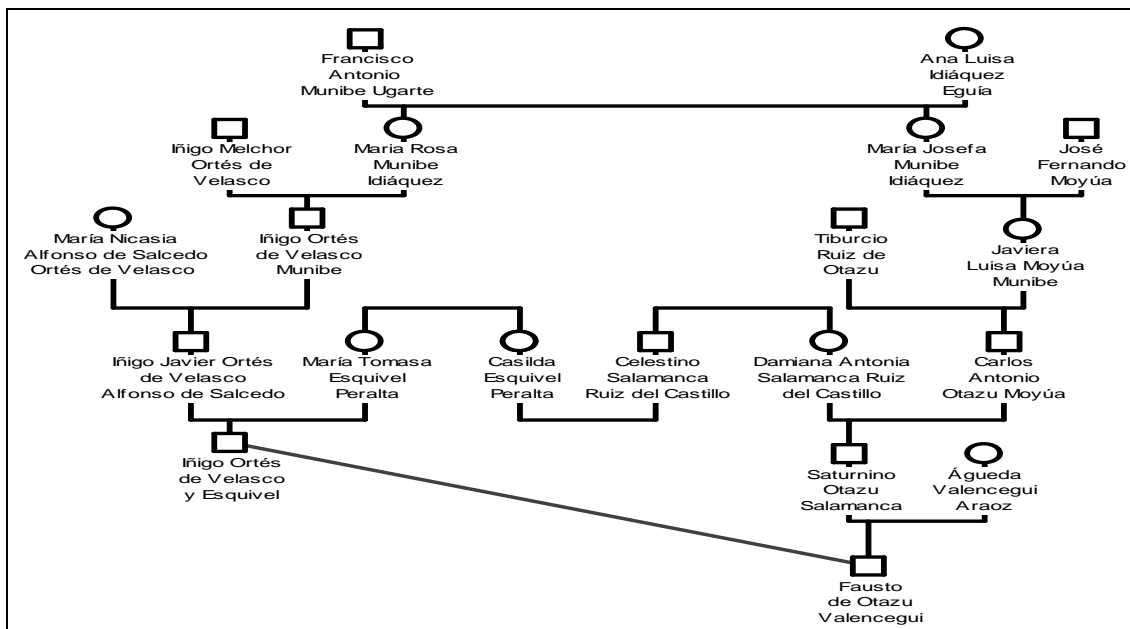 Francisco
Antonio
Munibe Ugarte
Ana Luisa
Idiáquez
Eguía
Iñigo Melchor
Ortés de
Velasco
Maria Rosa
Munibe
Idiáquez
María Josefa
Munibe
Idiáquez
José
Fernando
Moyúa
María Nicasia
Alfonso de Salcedo
Ortés de Velasco
Iñigo Ortés
de Velasco
Munibe
Tiburcio
Ruiz de
Otazu
Javiera
Luisa Moyúa
Munibe
Iñigo Javier Ortés
de Velasco
Alfonso de Salcedo
María Tomasa
Esquivel
Peralta
Casilda
Esquivel
Peralta
Celestino
Salamanca
Ruiz del Castillo
Damiana Antonia
Salamanca Ruiz
del Castillo
Carlos
Antonio
Otazu Moyúa
Iñigo Ortés
de Velasco
y Esquivel
Saturnino
Otazu
Salamanca
Águeda
Valencegui
Araoz
Fausto
de Otazu
Valencegui